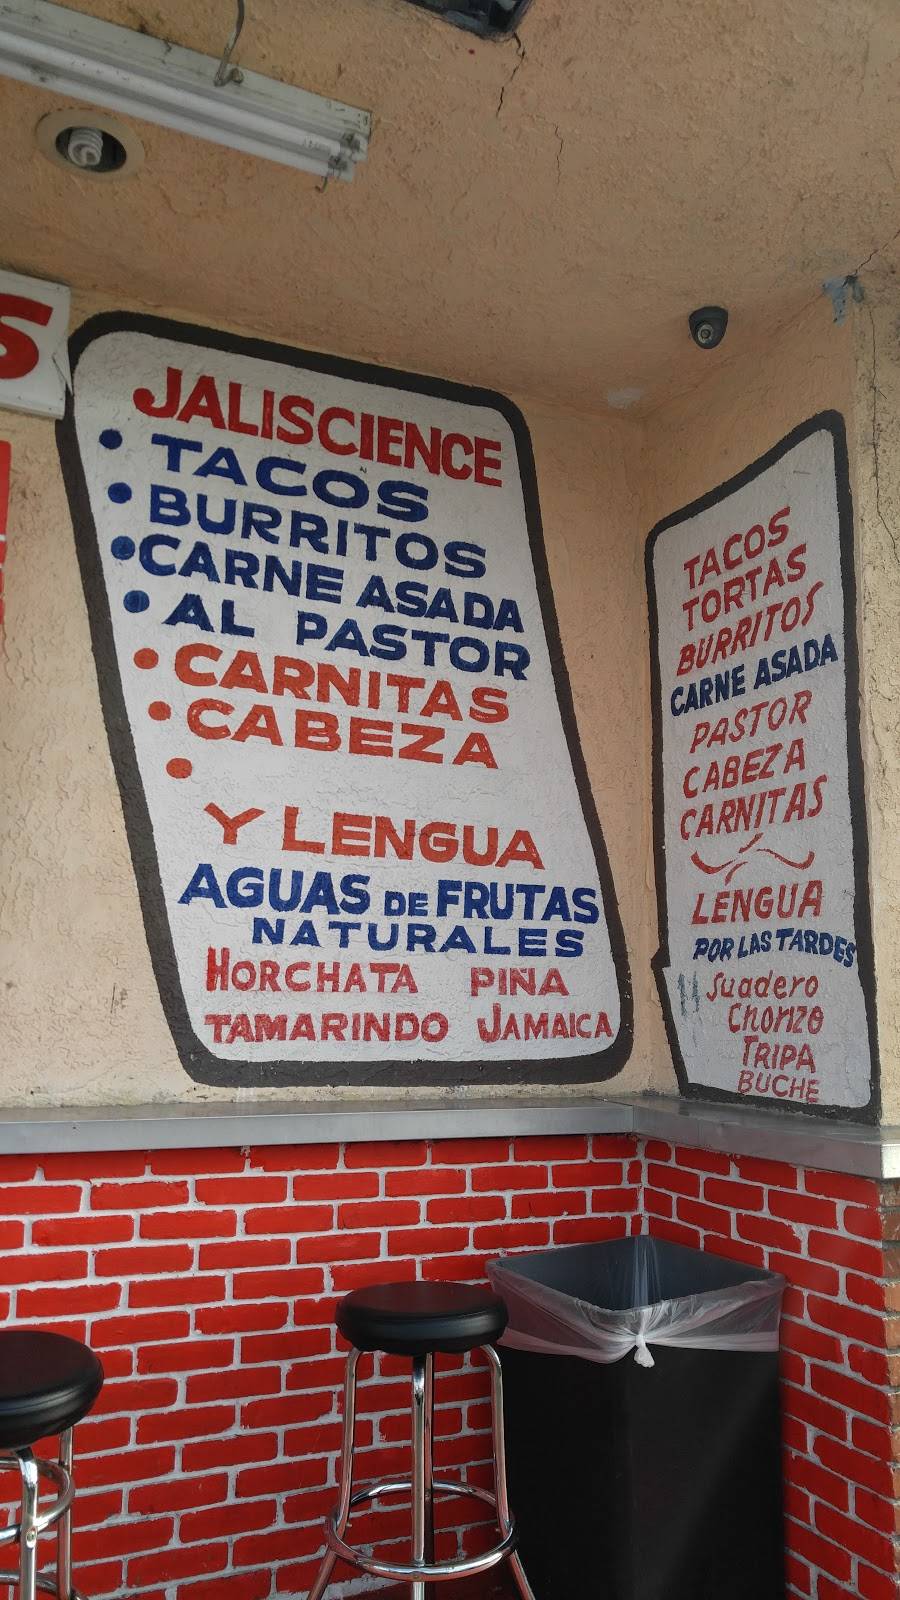 S
JALISCIENCE
• TACOS
• BURRITOS
• CARNE ASADA
• AL PASTOR
• CARNITAS
• CABEZA
•
Y LENGUA
AGUAS DE FRUTAS
NATURALES
HORCHATA PIÑA
TAMARINDO JAMAICA
TACOS
TORTAS
BURRITOS
CARNE ASADA
PASTOR
CABEZA
CARNITAS
LENGUA
POR LAS TARDES
Suadero
Chorizo
TRIPA
BUCHE